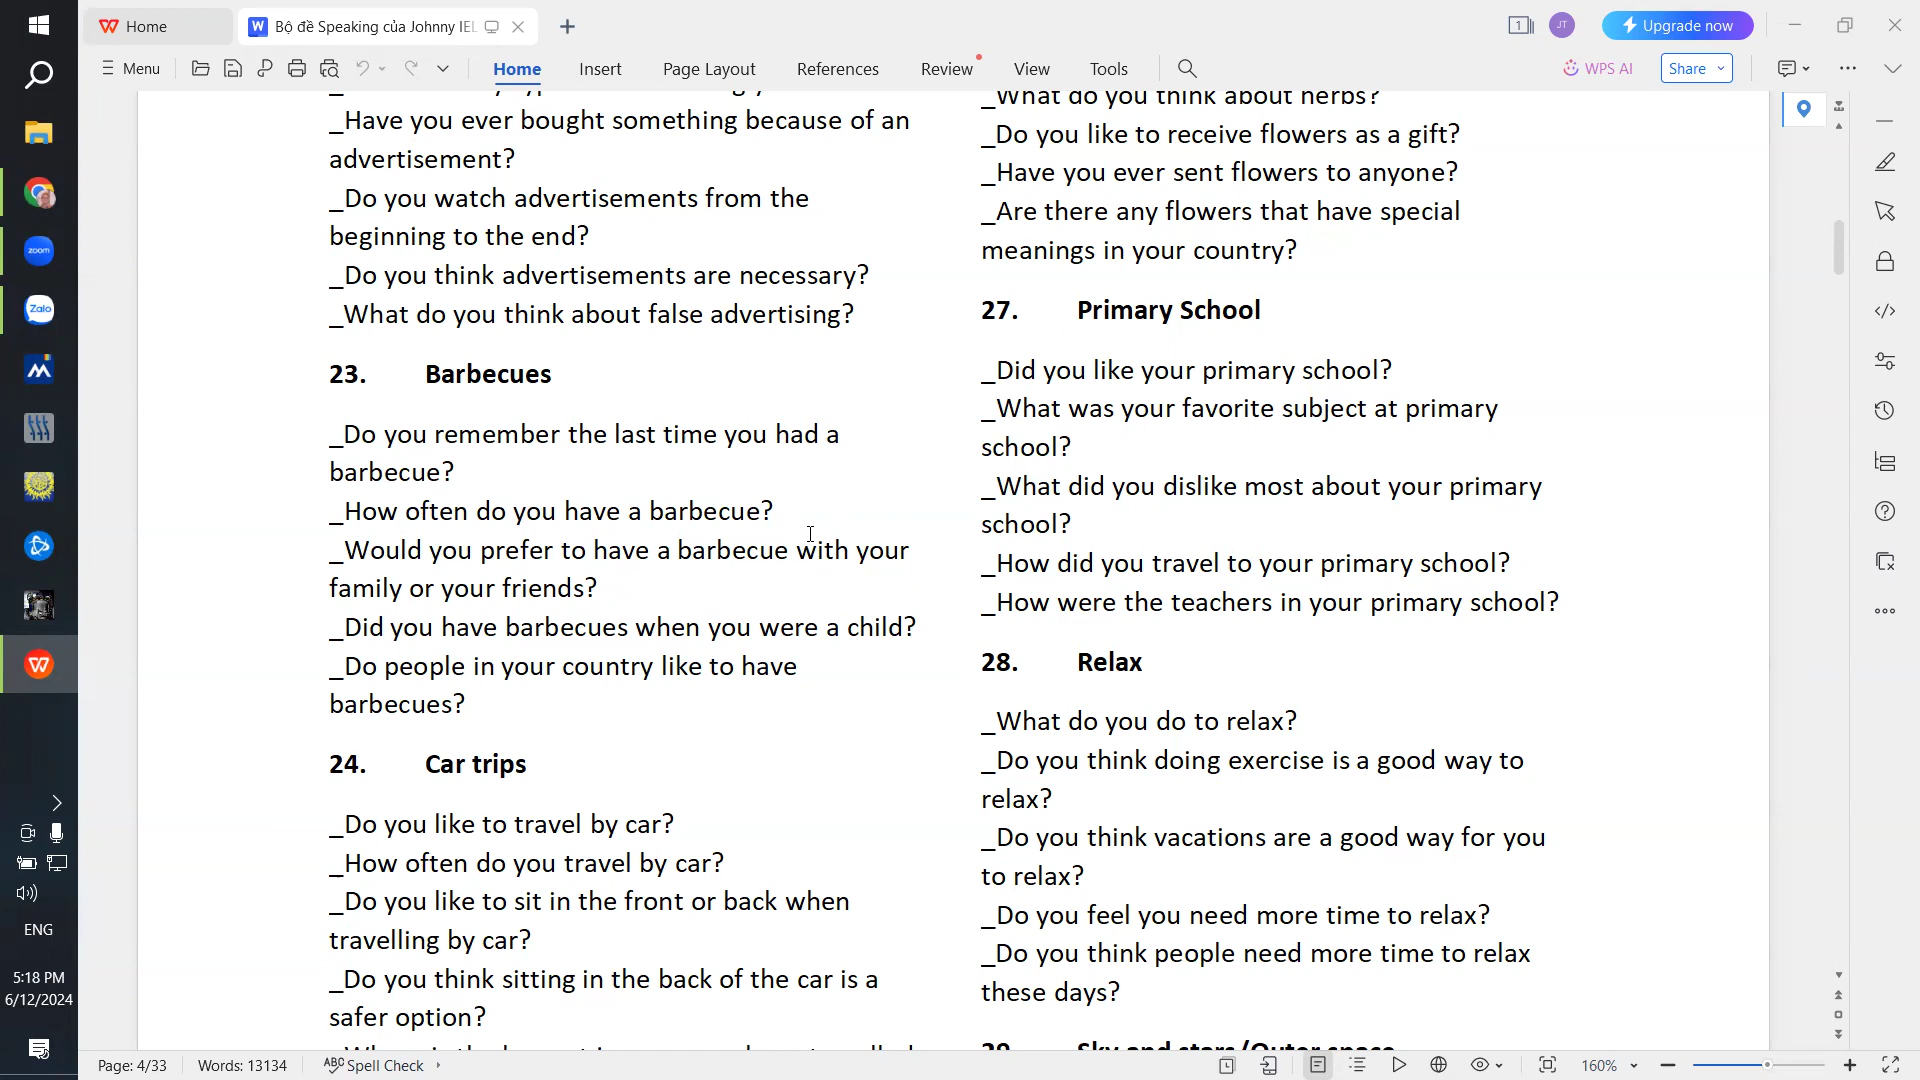 Home
Bộ đề Speaking của Johnny IEL
1
JT
Upgrade now
Menu
Home
Insert
Page Layout
References
Review
View
Tools
WPS AI
Share
_Have you ever bought something because of an
advertisement?
_Do you watch advertisements from the
beginning to the end?
_Do you think advertisements are necessary?
_What do you think about false advertising?
23. Barbecues
_Do you remember the last time you had a
barbecue?
_How often do you have a barbecue?
_Would you prefer to have a barbecue with your
family or your friends?
_Did you have barbecues when you were a child?
_Do people in your country like to have
barbecues?
24. Car trips
_Do you like to travel by car?
_How often do you travel by car?
_Do you like to sit in the front or back when
travelling by car?
_Do you think sitting in the back of the car is a
safer option?
_What do you think about herbs?
_Do you like to receive flowers as a gift?
_Have you ever sent flowers to anyone?
_Are there any flowers that have special
meanings in your country?
27. Primary School
_Did you like your primary school?
_What was your favorite subject at primary
school?
_What did you dislike most about your primary
school?
_How did you travel to your primary school?
_How were the teachers in your primary school?
28. Relax
_What do you do to relax?
_Do you think doing exercise is a good way to
relax?
_Do you think vacations are a good way for you
to relax?
_Do you feel you need more time to relax?
_Do you think people need more time to relax
these days?
29. Sky and stars/Outer space
zoom
Zalo
ENG
5:18 PM
6/12/2024
Page: 4/33
Words: 13134
ABC Spell Check
160%